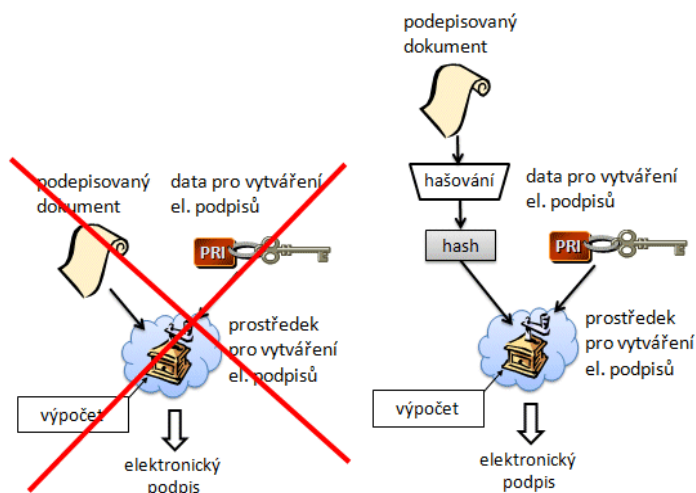 podepisovaný
dokument
data pro vytváření
el. podpisů
PRI
prostředek
pro vytváření
el. podpisů
výpočet
elektronický
podpis
podepisovaný
dokument
hašování
data pro vytváření
el. podpisů
hash
PRI
prostředek
pro vytváření
el. podpisů
výpočet
elektronický
podpis